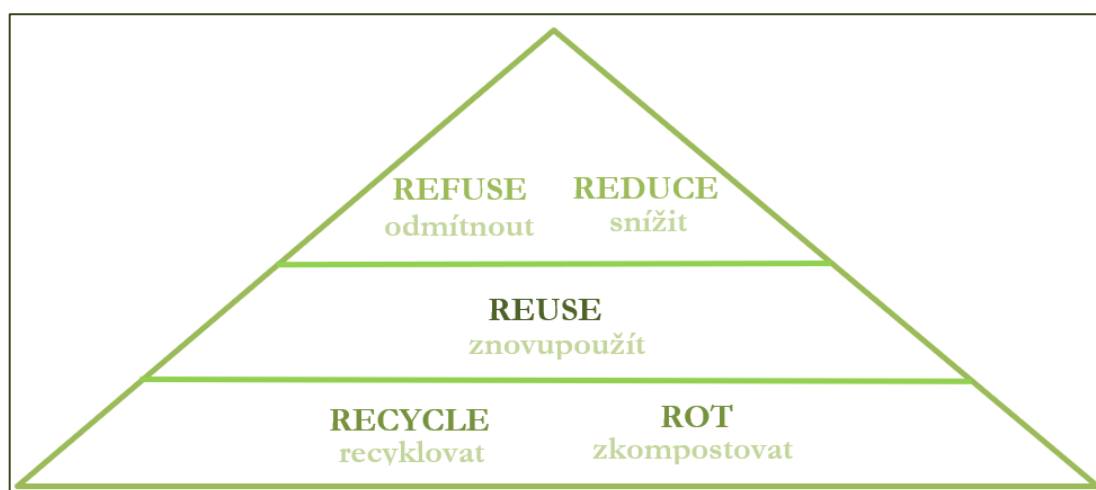 REFUSE REDUCE
odmítnout snížit
REUSE
znovupoužít
RECYCLE ROT
recyklovat zkompostovat